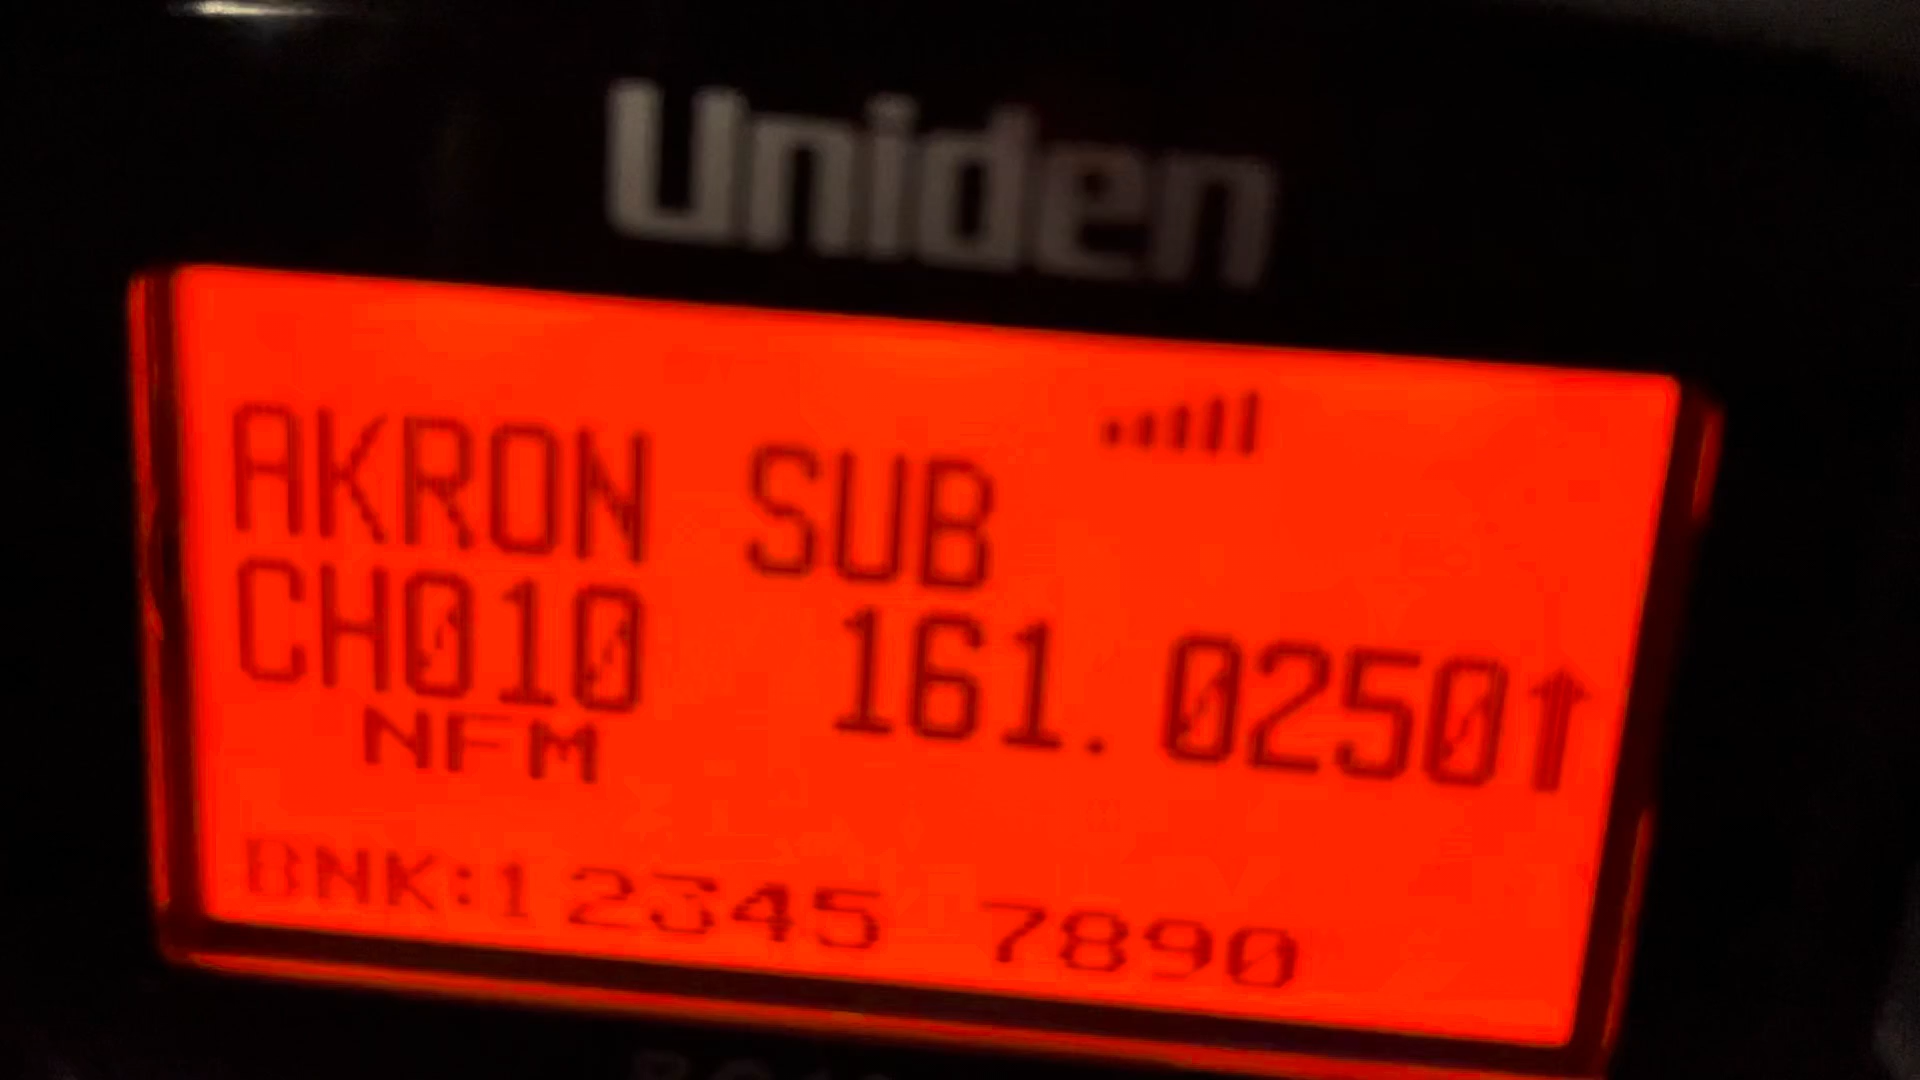 Uniden
AKRON SUB
CH010 161.0250↑
NFM
BNK:12345 7890